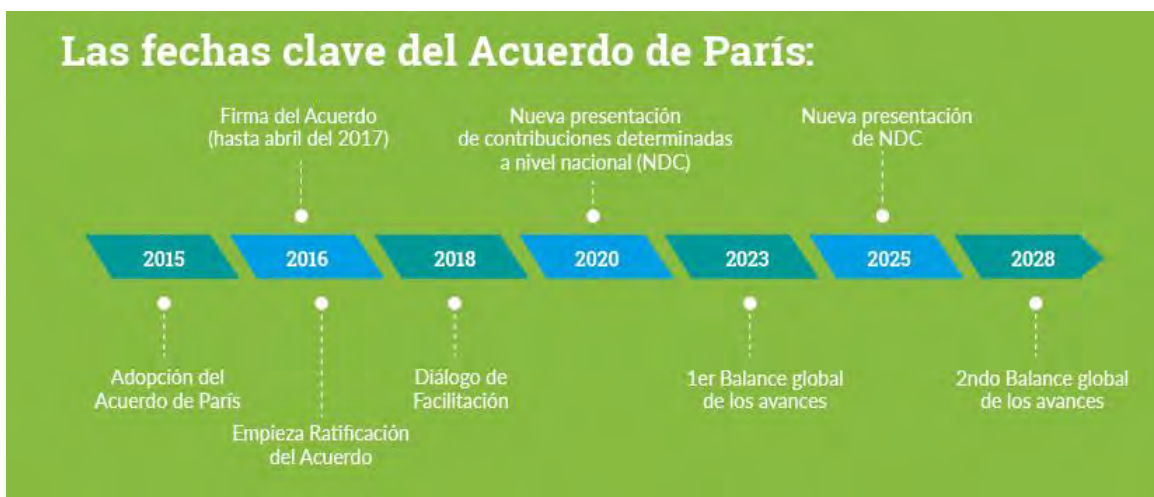 Las fechas clave del Acuerdo de París:
Firma del Acuerdo
(hasta abril del 2017)
Nueva presentación
de contribuciones determinadas
a nivel nacional (NDC)
Nueva presentación
de NDC
2015
2016
2018
2020
2023
2025
2028
Adopción del
Acuerdo de París
Empieza Ratificación
del Acuerdo
Diálogo de
Facilitación
1er Balance global
de los avances
2ndo Balance global
de los avances